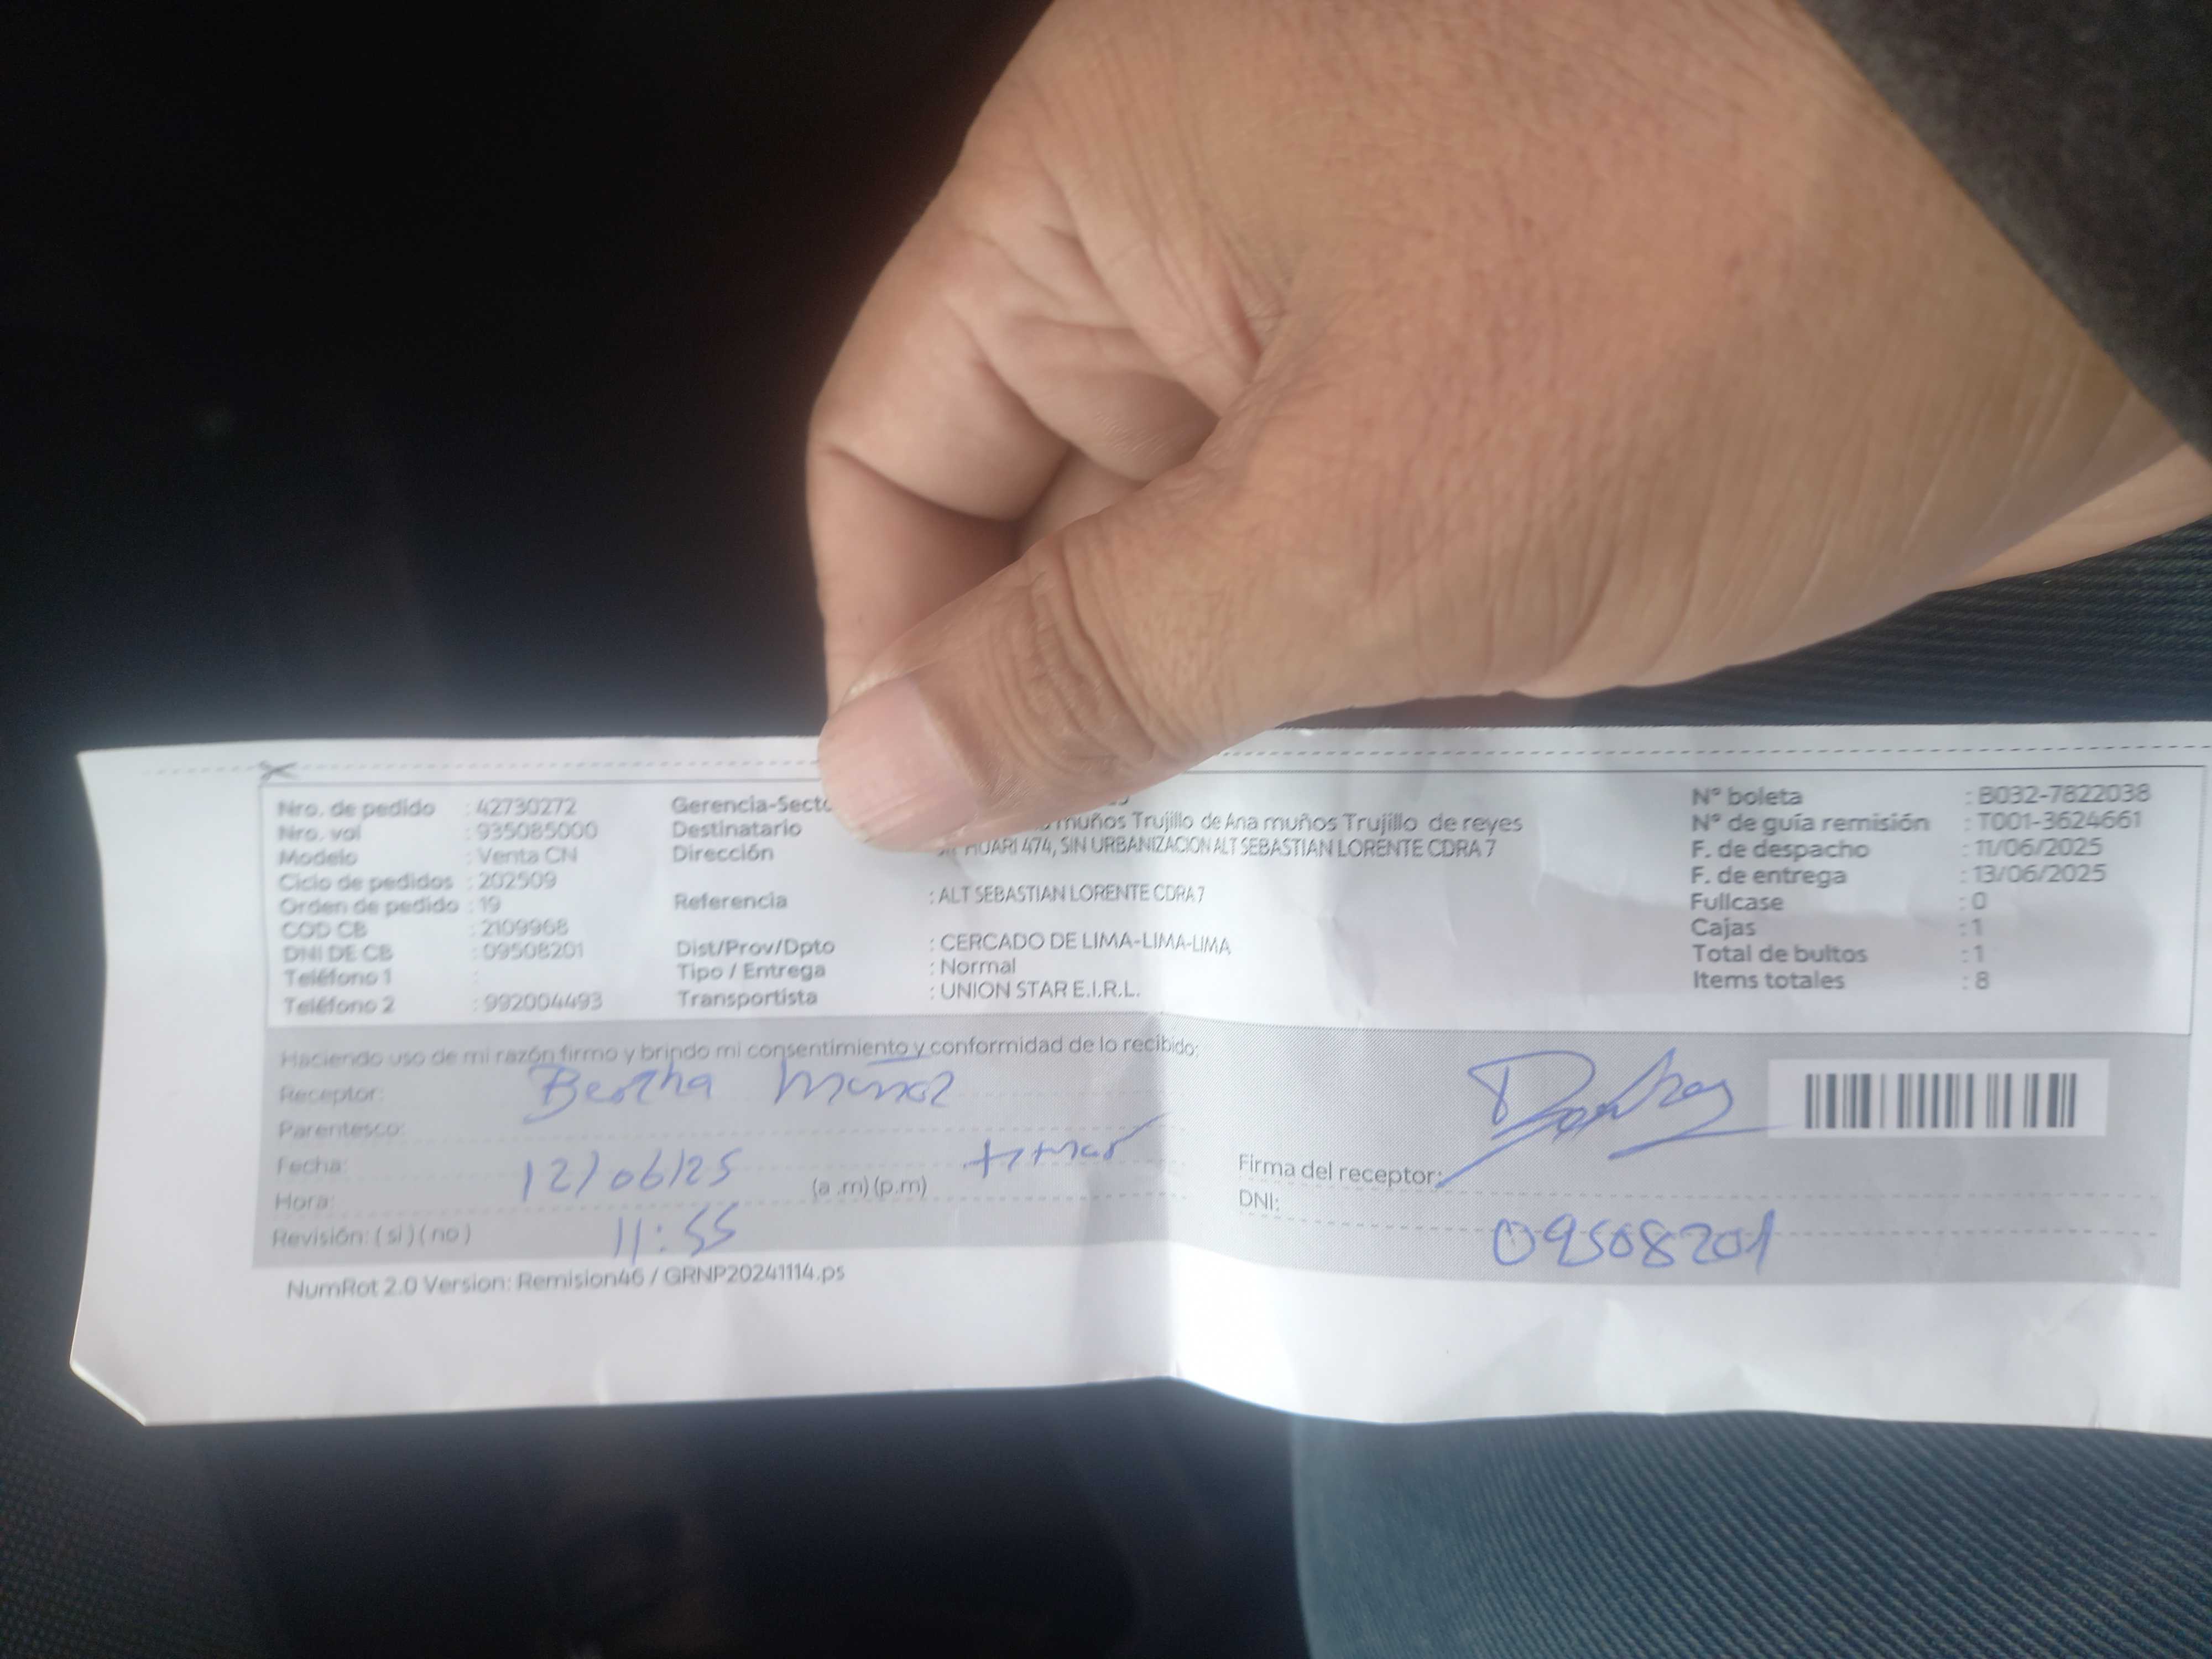 Nro. de pedido : 42730272
Nro. val : 935085000
Modelo : Venta CN
Ciclo de pedidos : 202509
Orden de pedido : 19
COD CB : 2109968
DNI DE CB : 09508201
Teléfono 1 :
Teléfono 2 : 992004493
Gerencia-Secto
Destinatario muños Trujillo de Ana muños Trujillo de reyes
Dirección HUARI 474, SIN URBANIZACION ALT SEBASTIAN LORENTE CDRA 7
Referencia : ALT SEBASTIAN LORENTE CDRA 7
Dist/Prov/Dpto : CERCADO DE LIMA-LIMA-LIMA
Tipo / Entrega : Normal
Transportista : UNION STAR E.I.R.L.
N° boleta : B032-7822038
N° de guía remisión : T001-3624661
F. de despacho : 11/06/2025
F. de entrega : 13/06/2025
Fullcase : 0
Cajas : 1
Total de bultos : 1
Items totales : 8
Haciendo uso de mi razón firmo y brindo mi consentimiento y conformidad de lo recibido:
Receptor: Bertha Muñoz
Parentesco:
Fecha: 12/06/25
Hora: 11:55 (a .m) (p.m)
Revisión: ( si ) ( no )
Firma del receptor:
DNI: 09508201
NumRot 2.0 Version: Remision46 / GRNP20241114.ps